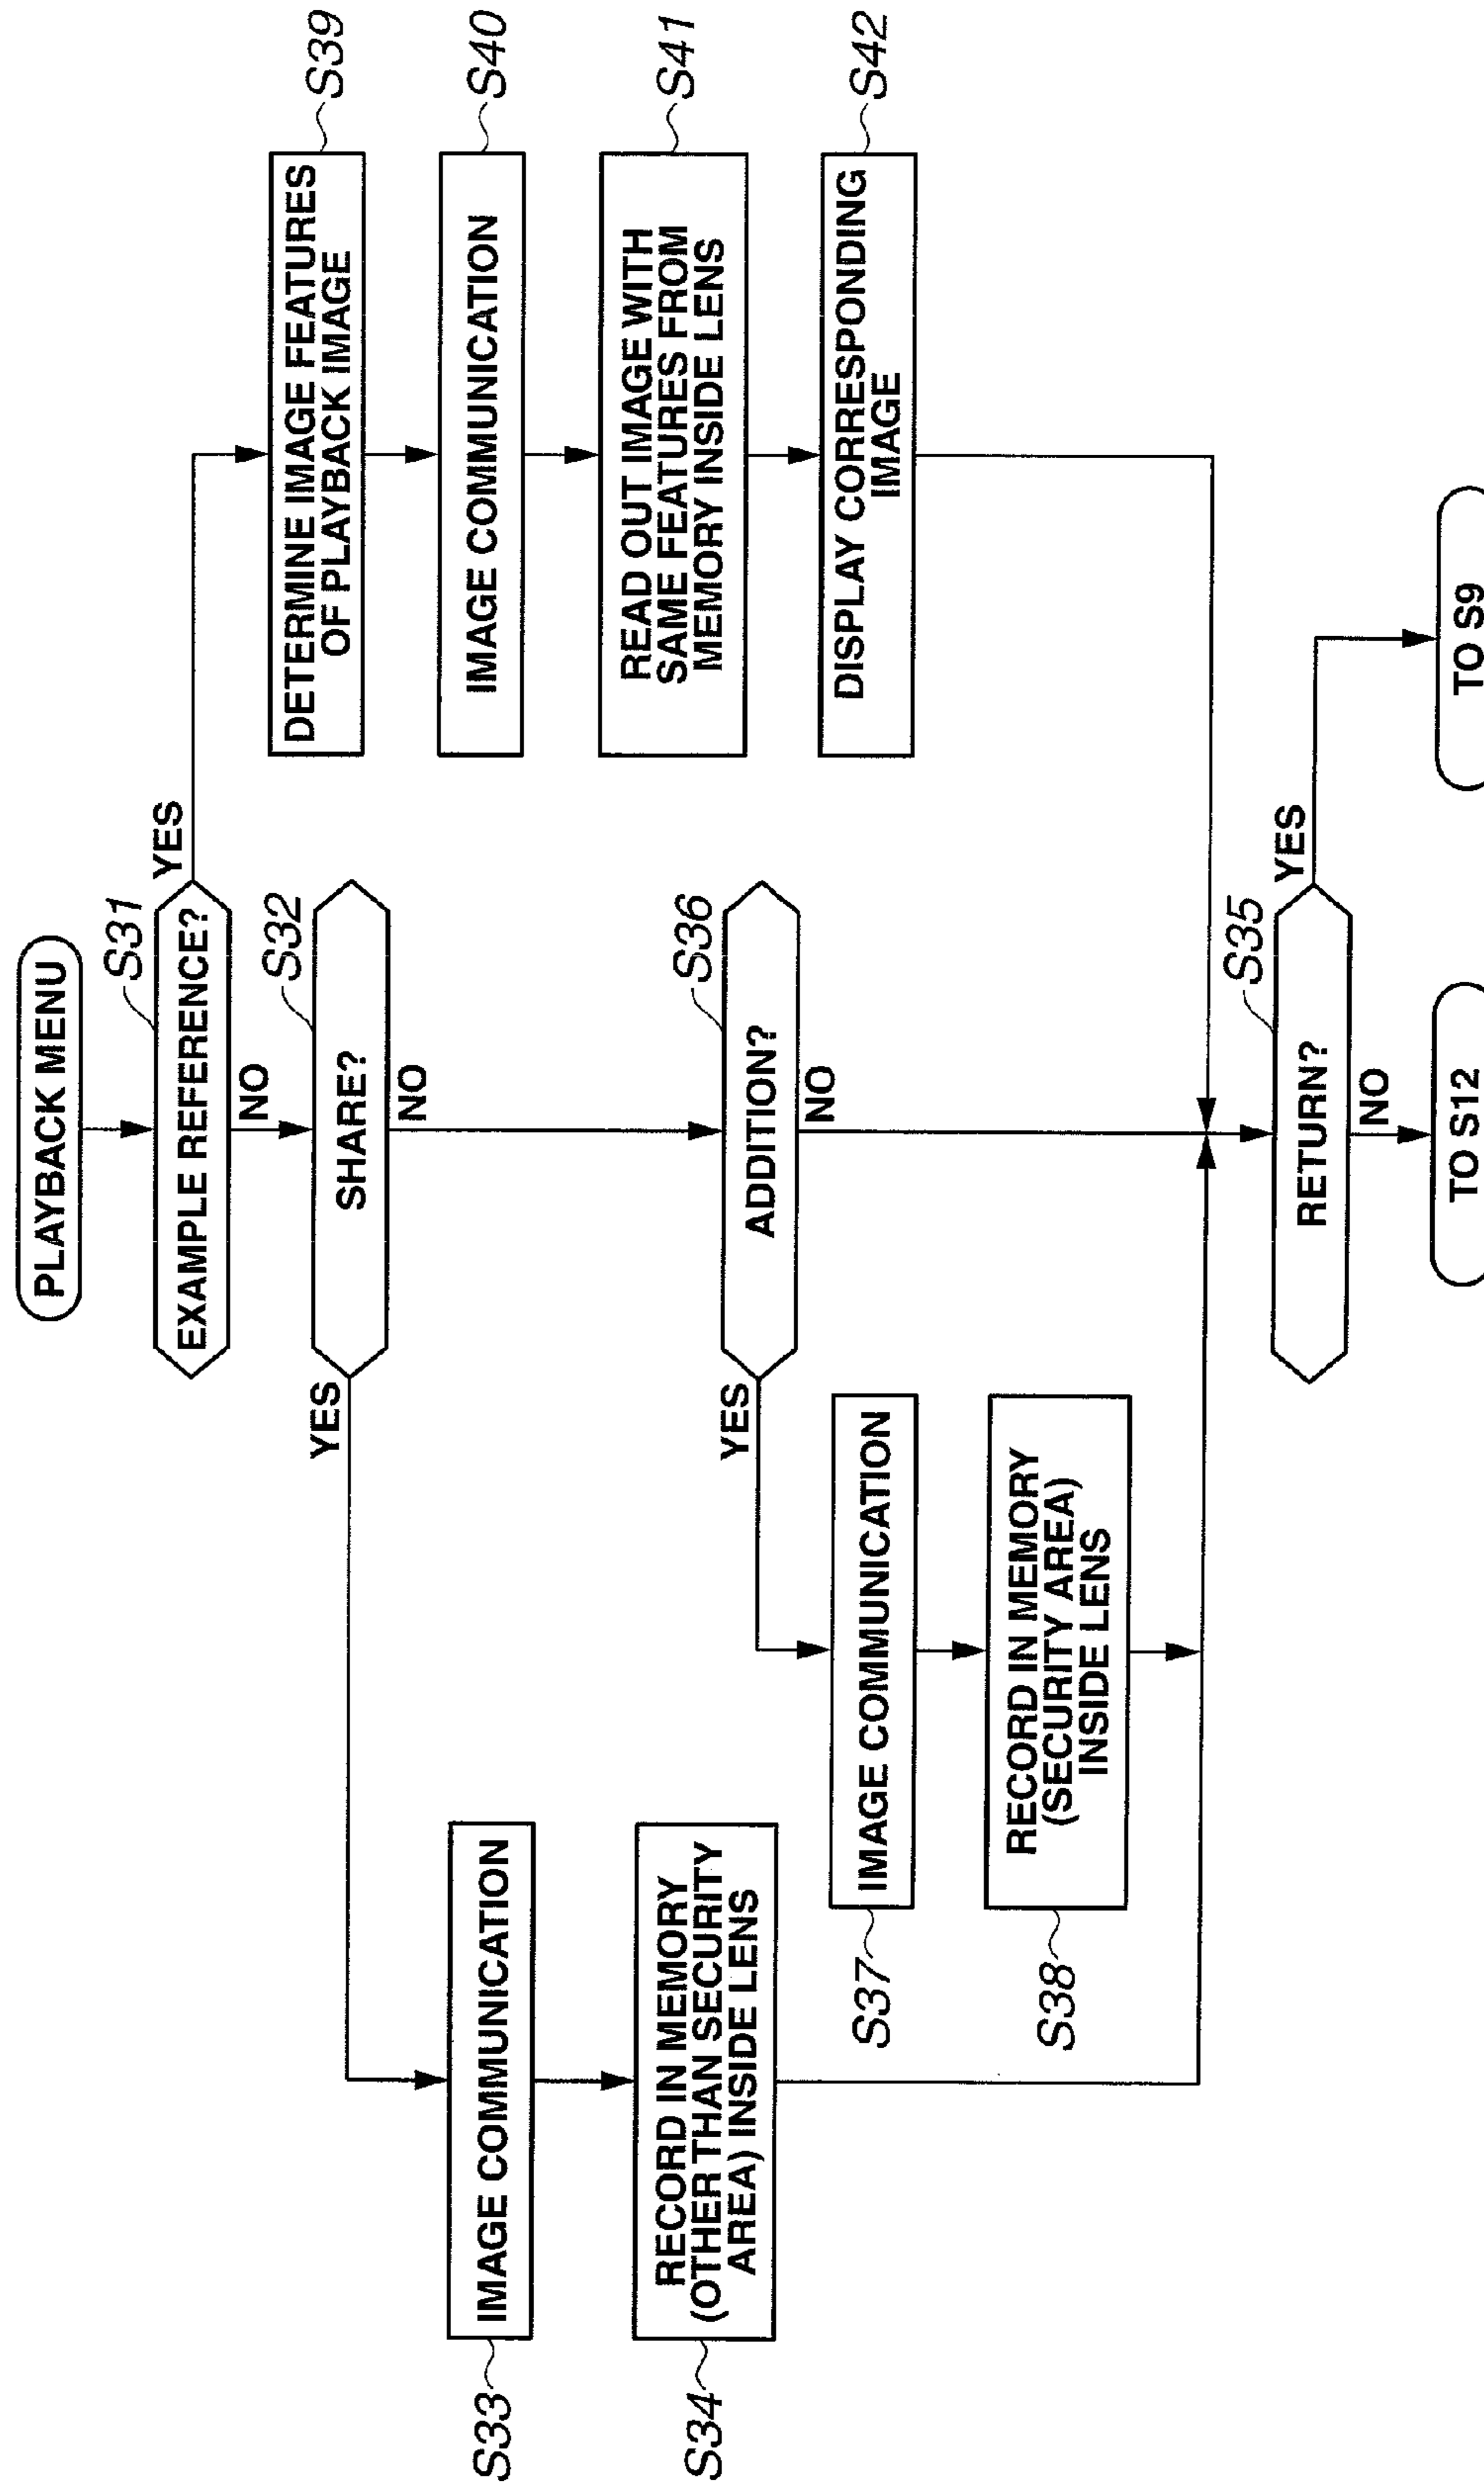 PLAYBACK MENU
S31
EXAMPLE REFERENCE?
YES
NO
S32
SHARE?
YES
NO
S33
IMAGE COMMUNICATION
S34
RECORD IN MEMORY
(OTHER THAN SECURITY
AREA) INSIDE LENS
S36
ADDITION?
YES
NO
S37
IMAGE COMMUNICATION
S38
RECORD IN MEMORY
(SECURITY AREA)
INSIDE LENS
S39
DETERMINE IMAGE FEATURES
OF PLAYBACK IMAGE
S40
IMAGE COMMUNICATION
S41
READ OUT IMAGE WITH
SAME FEATURES FROM
MEMORY INSIDE LENS
S42
DISPLAY CORRESPONDING
IMAGE
S35
RETURN?
YES
NO
TO S12
TO S9